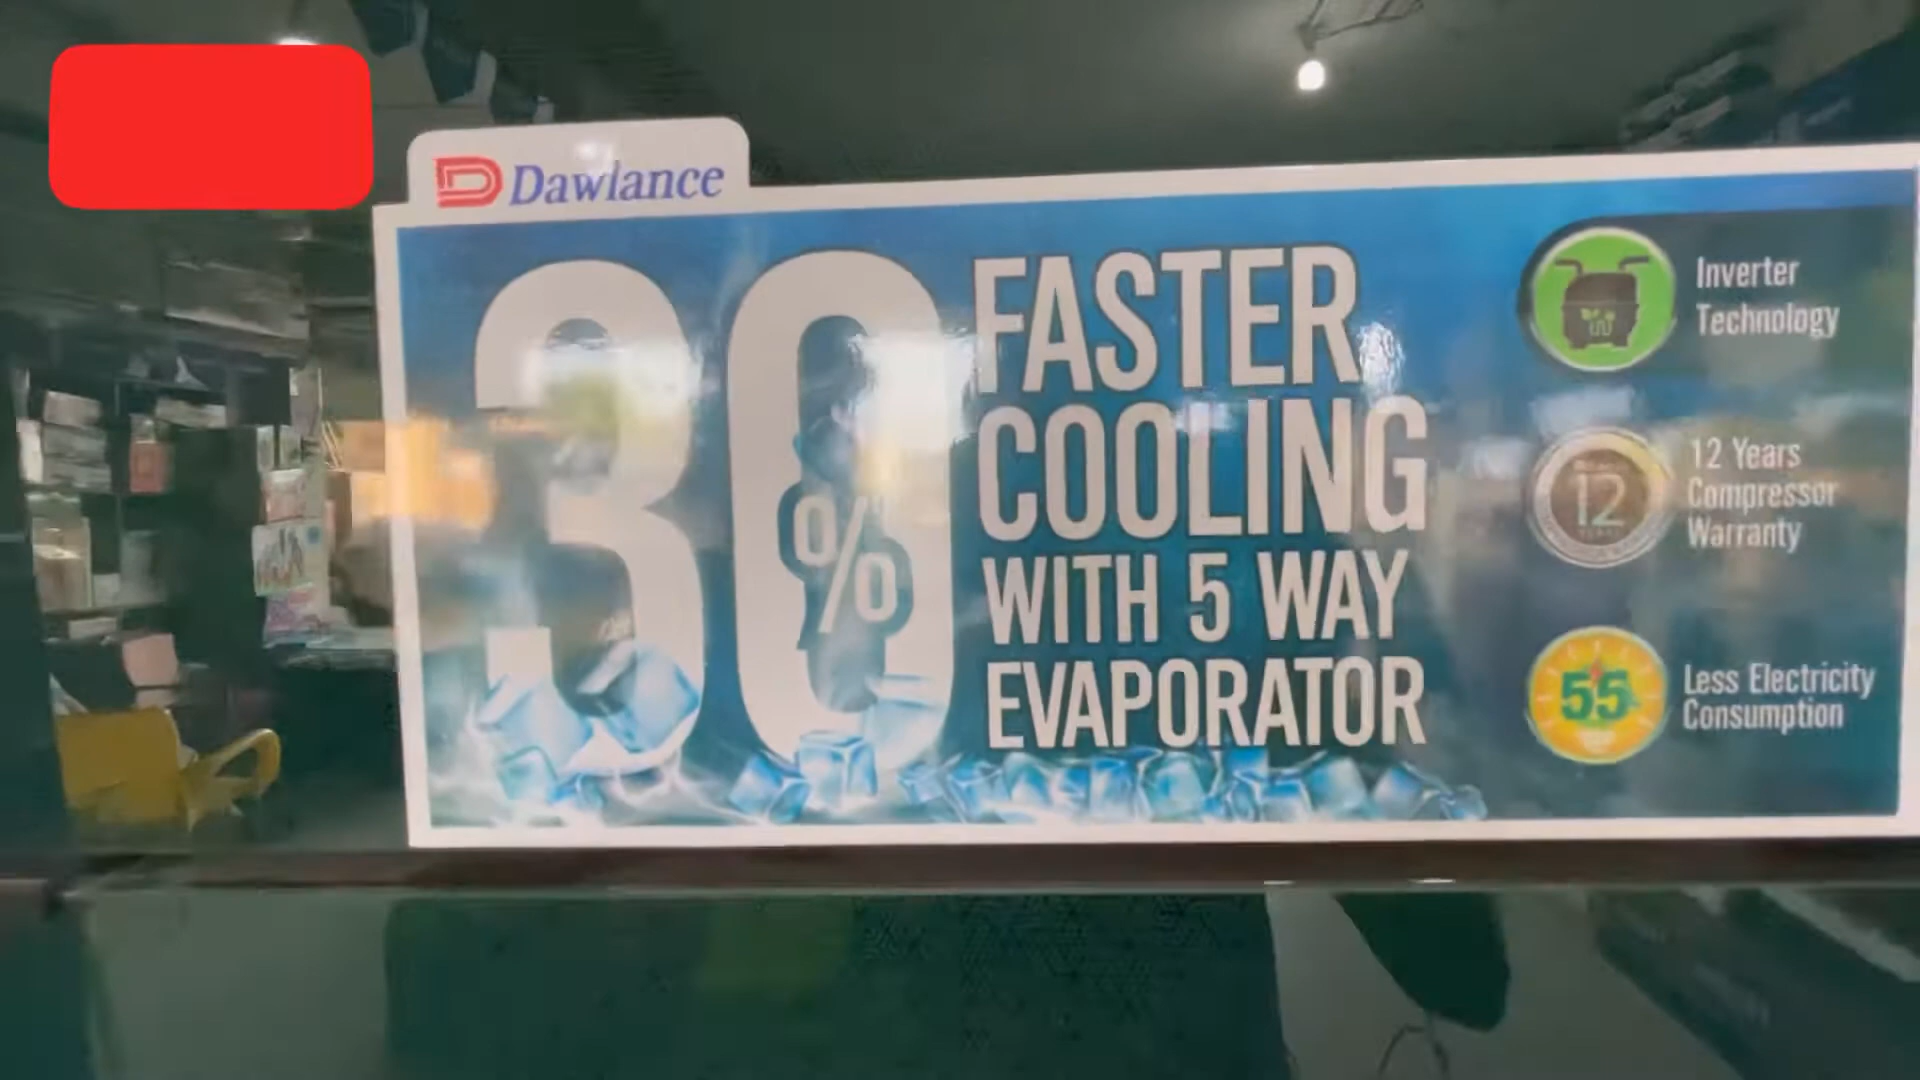 Dawlance
30%
FASTER
COOLING
WITH 5 WAY
EVAPORATOR
Inverter
Technology
12
12 Years
Compressor
Warranty
55
Less Electricity
Consumption